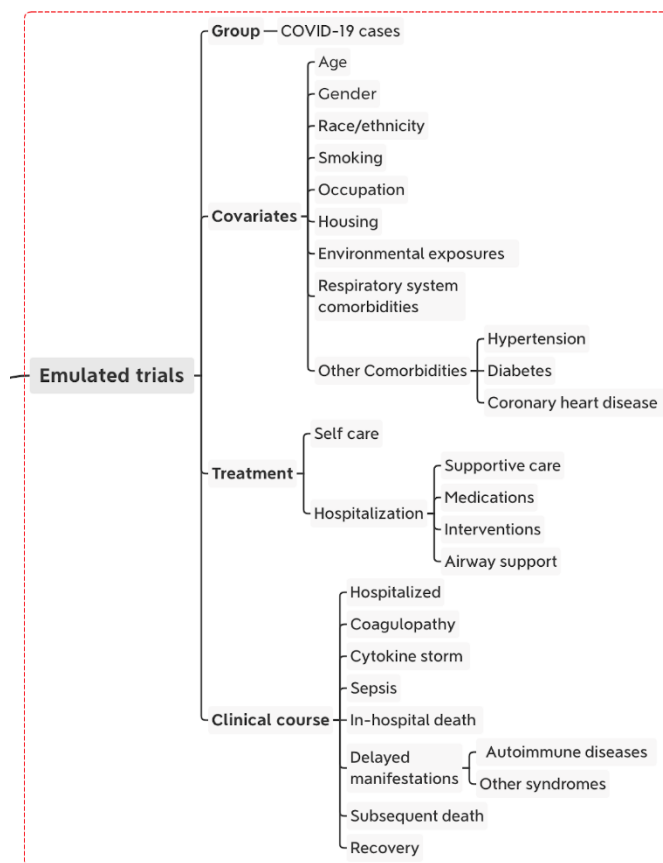 Group
COVID-19 cases
Age
Gender
Race/ethnicity
Smoking
Occupation
Covariates
Housing
Environmental exposures
Respiratory system
comorbidities
Hypertension
Emulated trials
Other Comorbidities
Diabetes
Coronary heart disease
Self care
Treatment
Supportive care
Hospitalization
Medications
Interventions
Airway support
Hospitalized
Coagulopathy
Cytokine storm
Sepsis
Clinical course
In-hospital death
Delayed
manifestations
Autoimmune diseases
Other syndromes
Subsequent death
Recovery